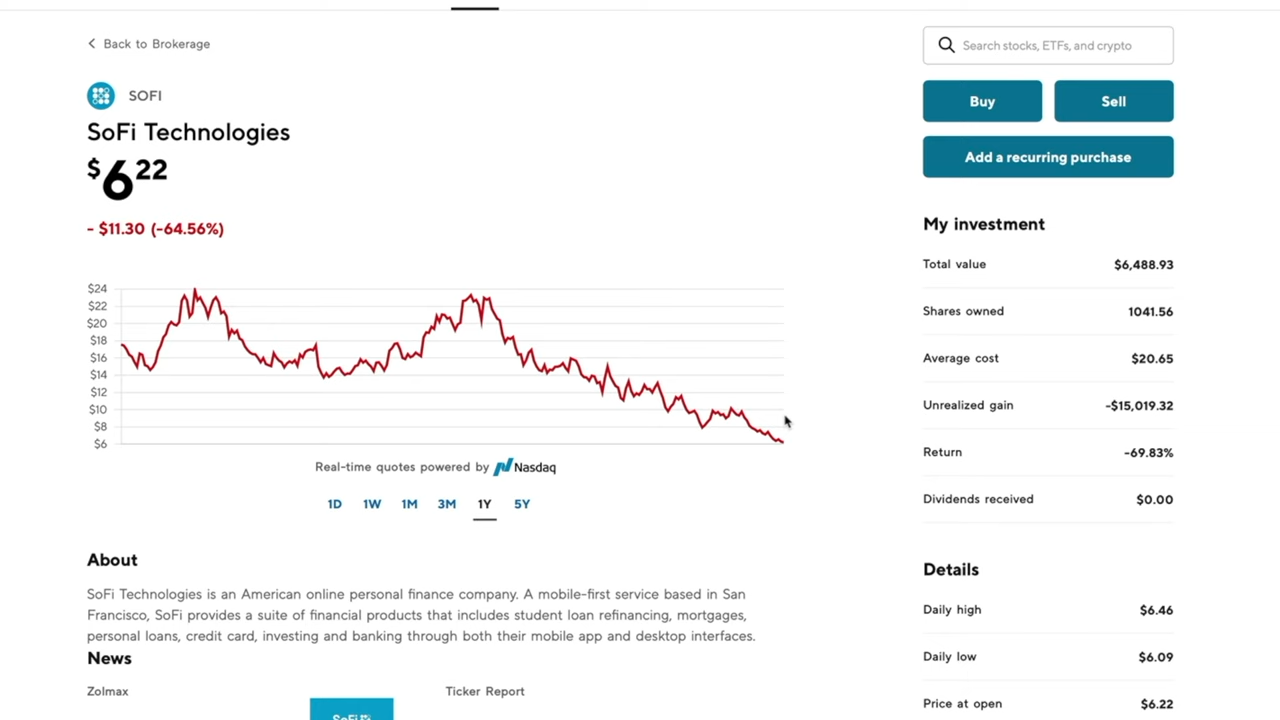 Back to Brokerage
SOFI
SoFi Technologies
$6 22
- $11.30 (-64.56%)
$24
$22
$20
$18
$16
$14
$12
$10
$8
$6
Real-time quotes powered by Nasdaq
1D 1W 1M 3M 1Y 5Y
About
SoFi Technologies is an American online personal finance company. A mobile-first service based in San
Francisco, SoFi provides a suite of financial products that includes student loan refinancing, mortgages,
personal loans, credit card, investing and banking through both their mobile app and desktop interfaces.
News
Zolmax Ticker Report
SoFi
Search stocks, ETFs, and crypto
Buy Sell
Add a recurring purchase
My investment
Total value $6,488.93
Shares owned 1041.56
Average cost $20.65
Unrealized gain -$15,019.32
Return -69.83%
Dividends received $0.00
Details
Daily high $6.46
Daily low $6.09
Price at open $6.22